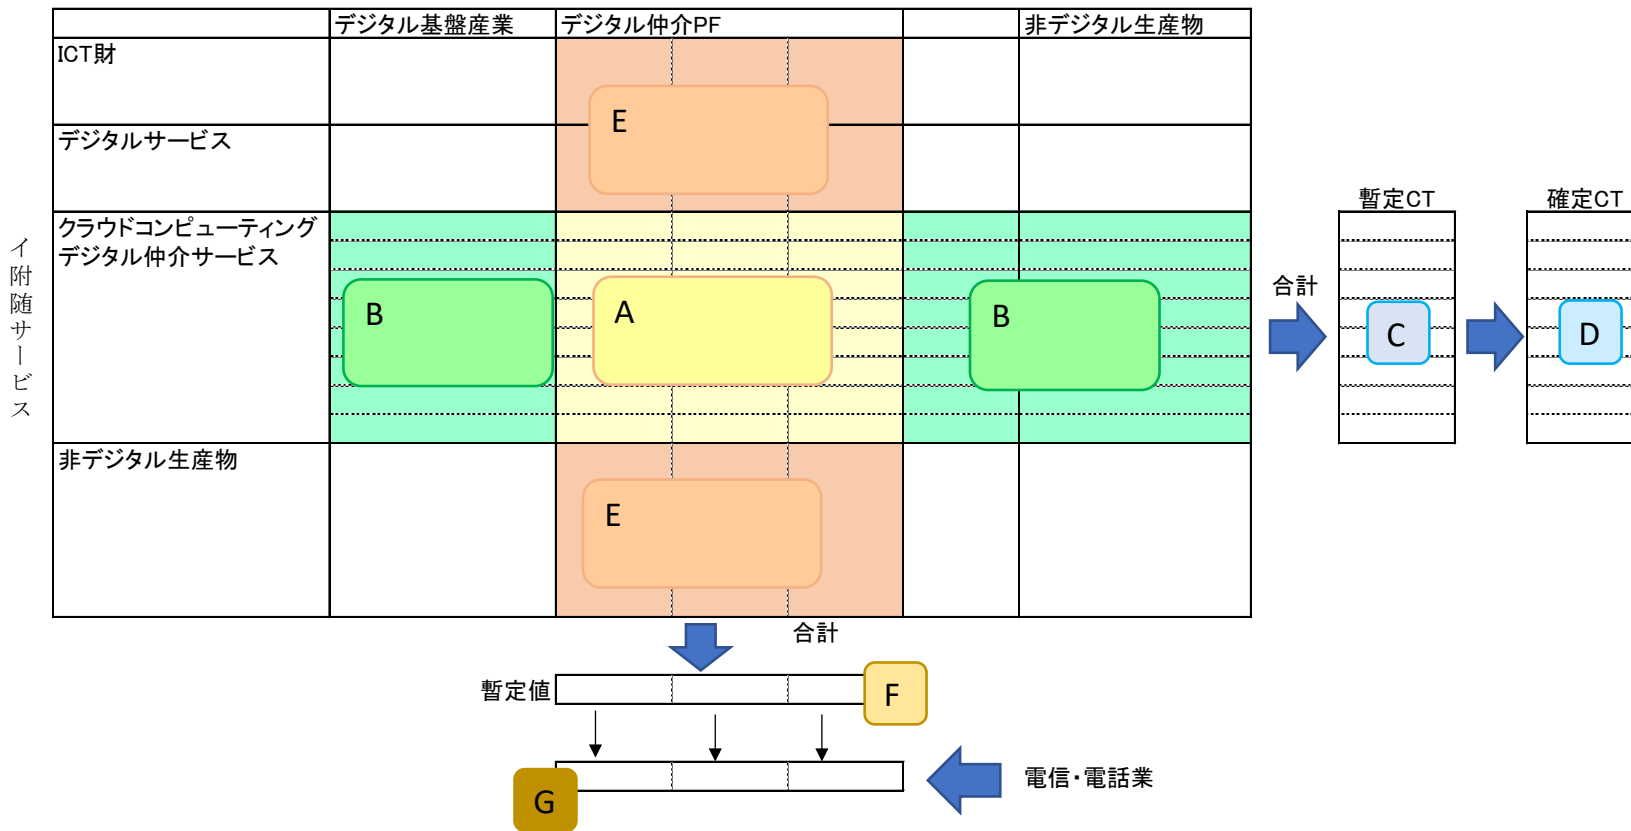 デジタル基盤産業
デジタル仲介PF
非デジタル生産物
ICT財
E
デジタルサービス
イ附随サービス
クラウドコンピューティング
デジタル仲介サービス
B
A
B
合計
暫定CT
C
確定CT
D
非デジタル生産物
E
合計
暫定値
F
G
電信・電話業